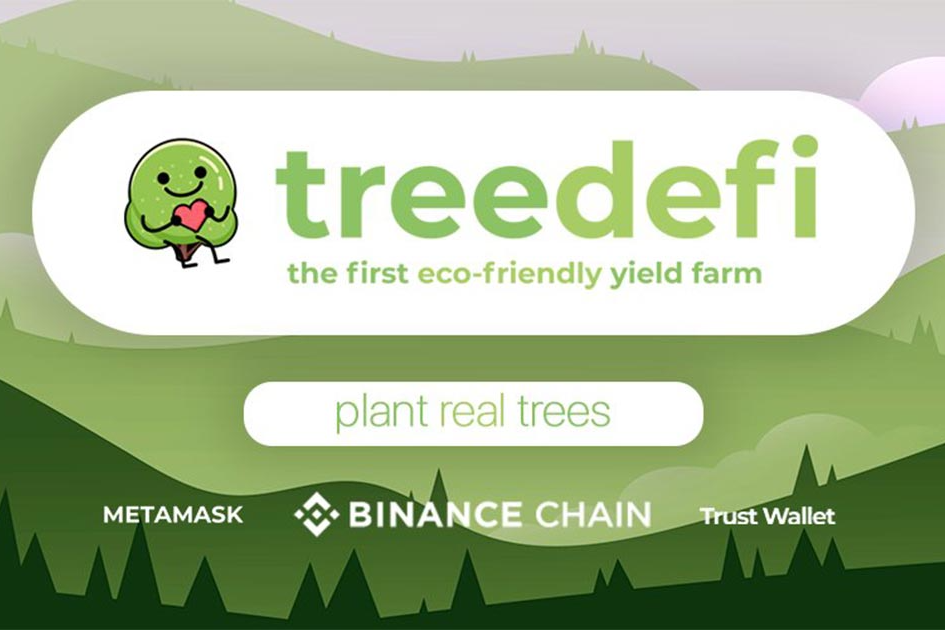 treedefi
the first eco-friendly yield farm
plant real trees
METAMASK
BINANCE CHAIN
Trust Wallet